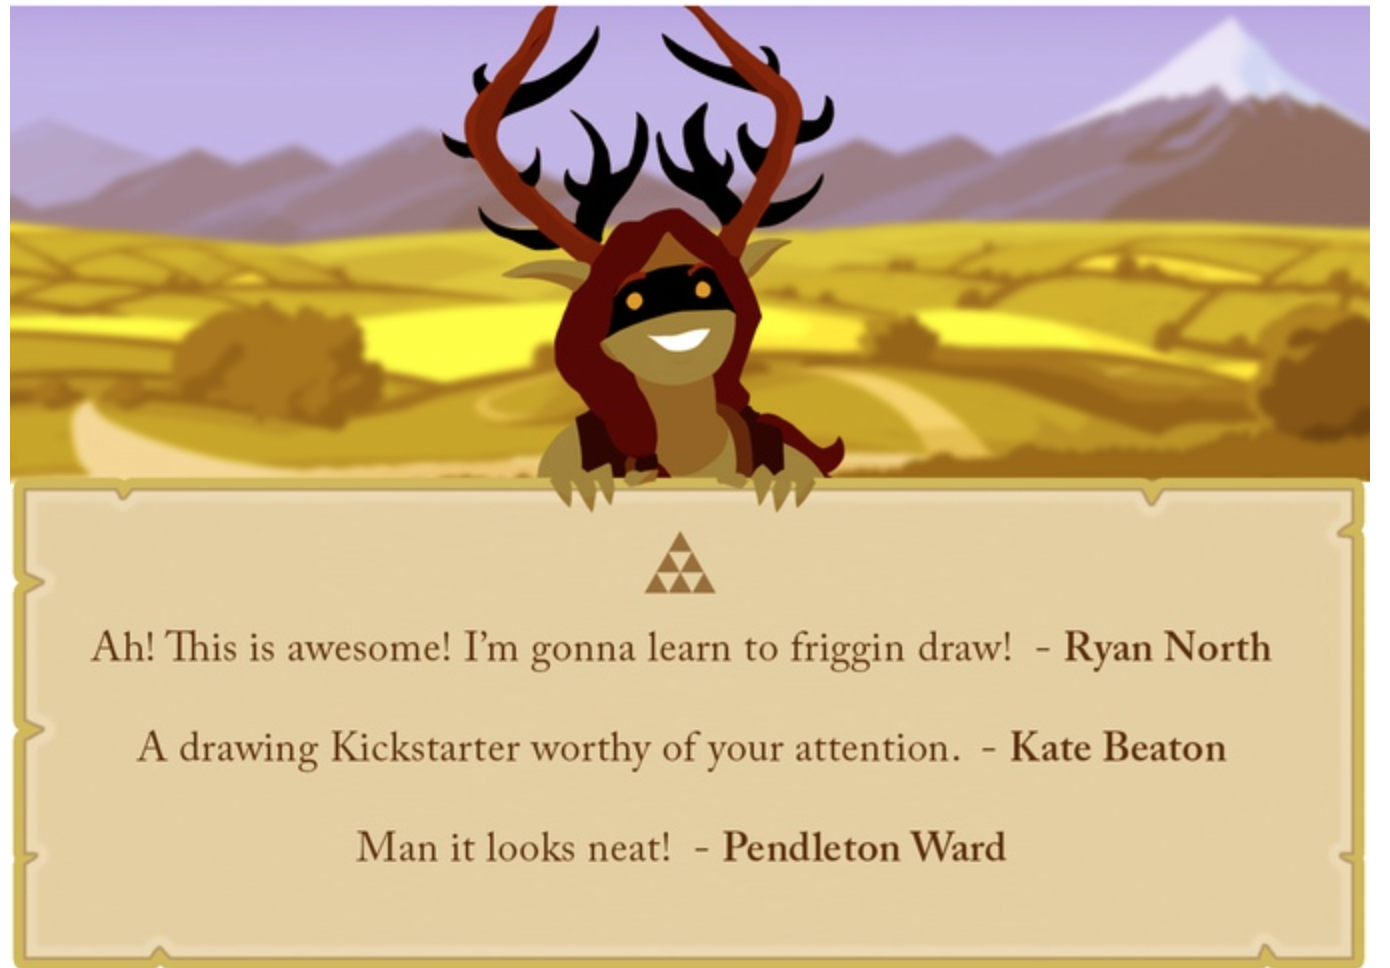 Ah! This is awesome! I'm gonna learn to friggin draw! - Ryan North
A drawing Kickstarter worthy of your attention. - Kate Beaton
Man it looks neat! - Pendleton Ward